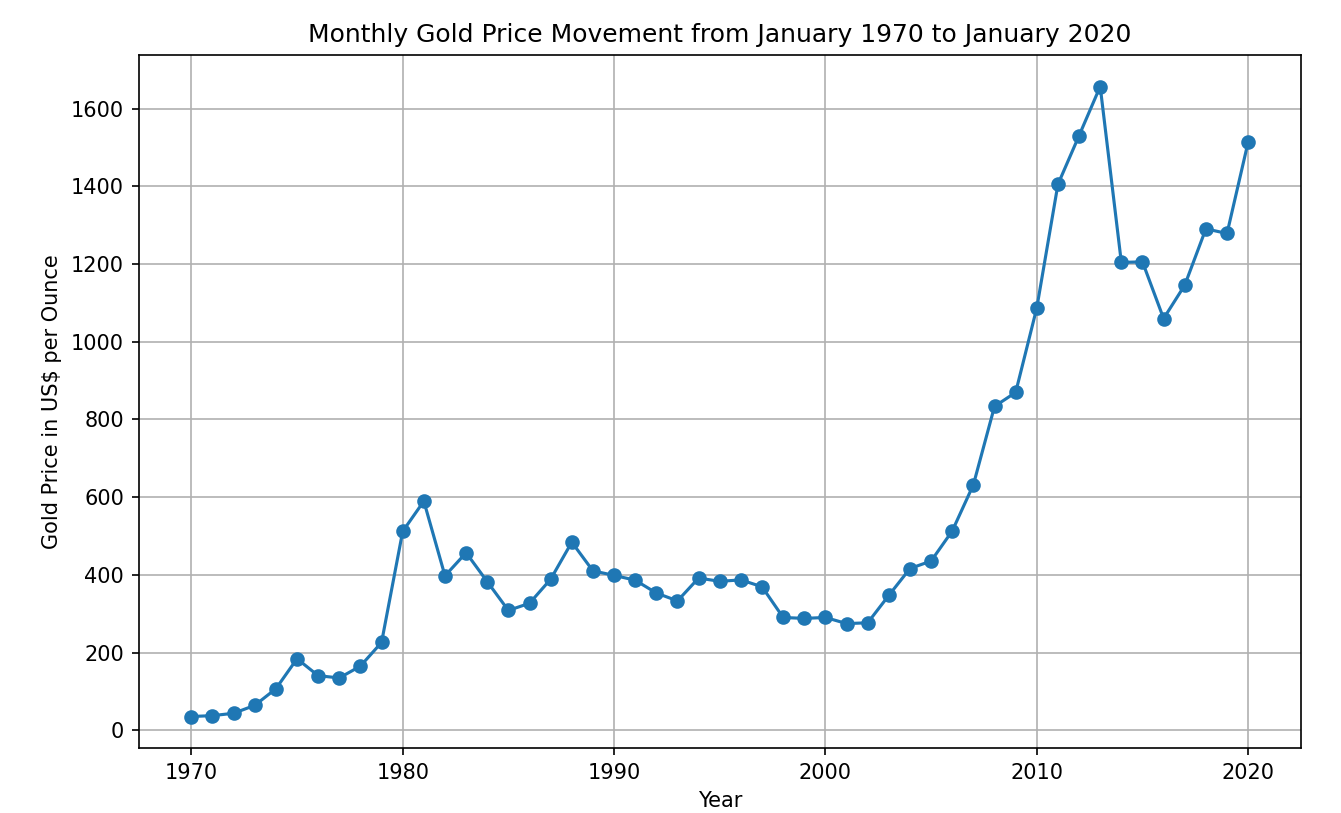 Monthly Gold Price Movement from January 1970 to January 2020
Gold Price in US$ per Ounce
1600
1400
1200
1000
800
600
400
200
0
1970 1980 1990 2000 2010 2020
Year